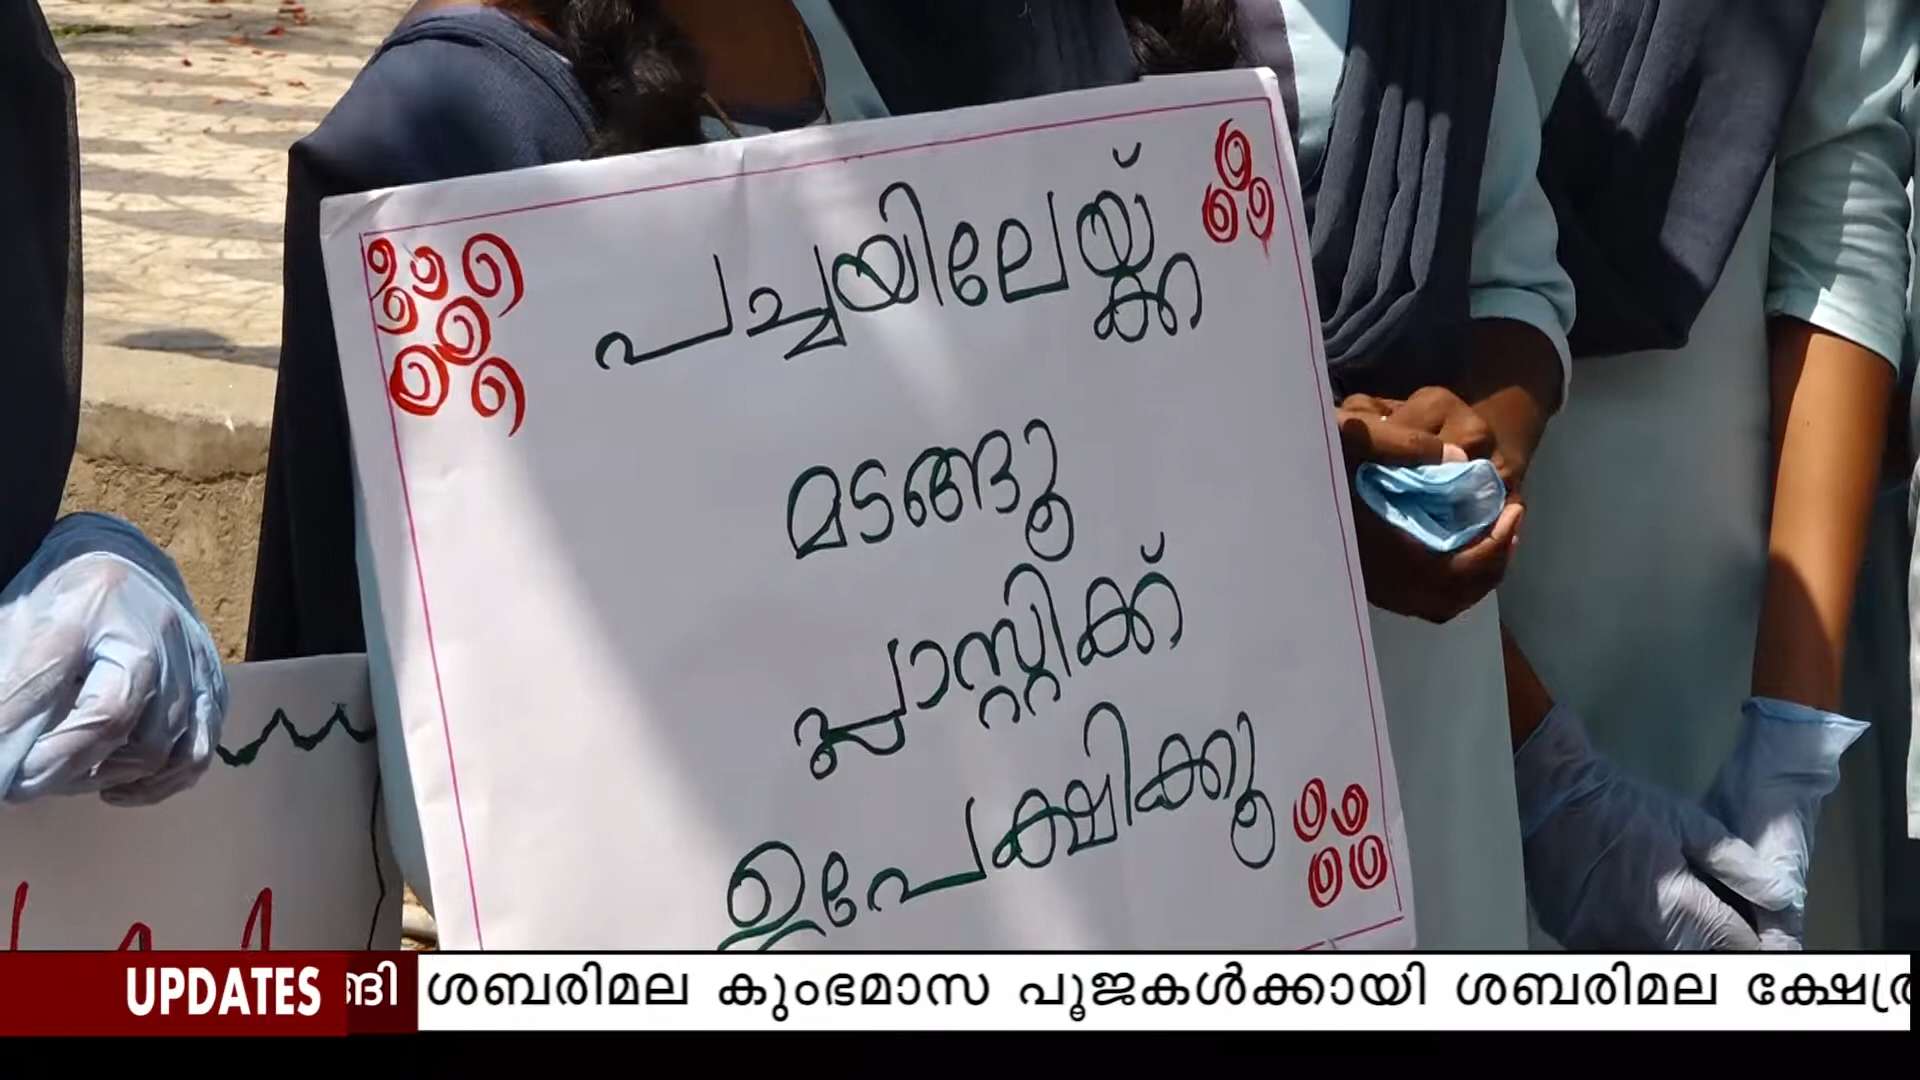 പച്ചയിലേയ്ക്ക്
മടങ്ങൂ
പ്ലാസ്റ്റിക്ക്
ഉപേക്ഷിക്കൂ
UPDATES ങ്ങി ശബരിമല കുംഭമാസ പൂജകൾക്കായി ശബരിമല ക്ഷേത്ര